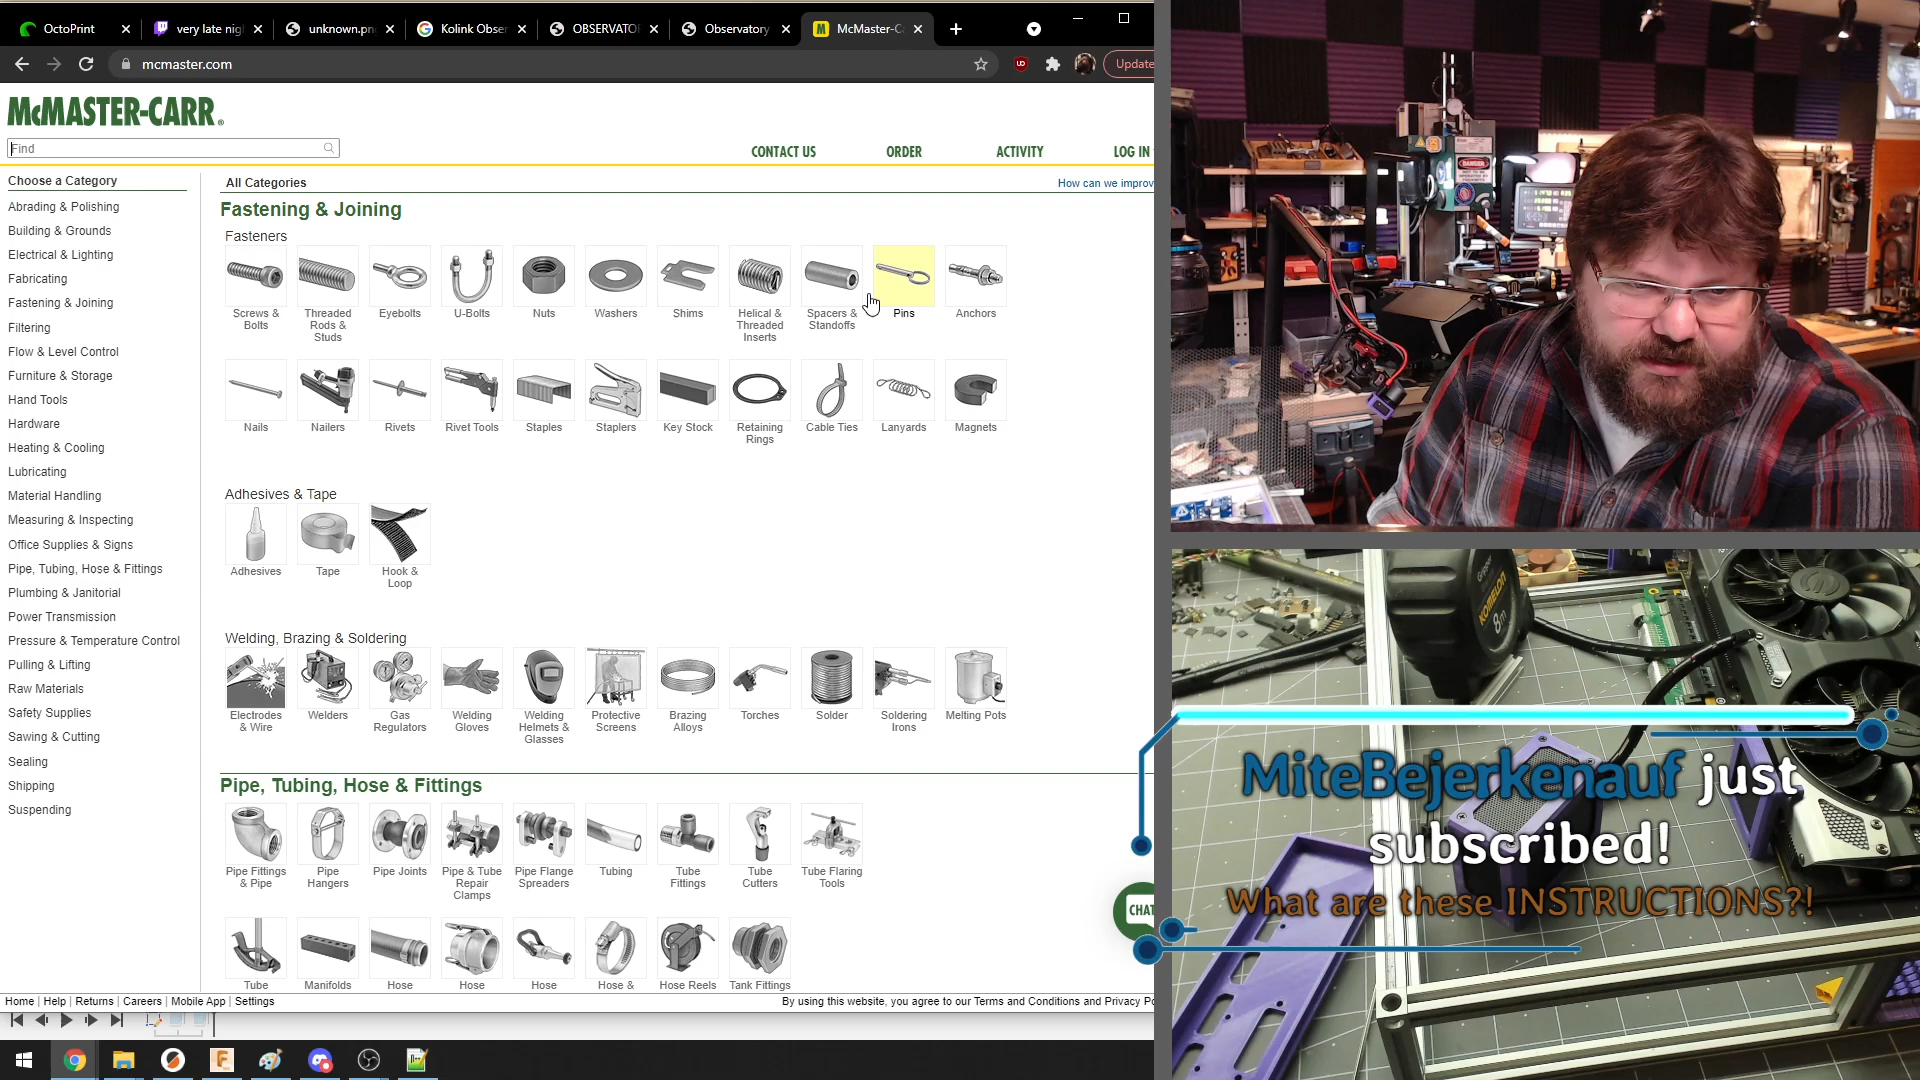 OctoPrint
very late nig
unknown.pn
Kolink Obser
OBSERVATO
Observatory
McMaster-C
mcmaster.com
Update
McMASTER-CARR®
Find
CONTACT US
ORDER
ACTIVITY
LOG IN
Choose a Category
Abrading & Polishing
Building & Grounds
Electrical & Lighting
Fabricating
Fastening & Joining
Filtering
Flow & Level Control
Furniture & Storage
Hand Tools
Hardware
Heating & Cooling
Lubricating
Material Handling
Measuring & Inspecting
Office Supplies & Signs
Pipe, Tubing, Hose & Fittings
Plumbing & Janitorial
Power Transmission
Pressure & Temperature Control
Pulling & Lifting
Raw Materials
Safety Supplies
Sawing & Cutting
Sealing
Shipping
Suspending
All Categories
How can we improv
Fastening & Joining
Fasteners
Screws &
Bolts
Threaded
Rods &
Studs
Eyebolts
U-Bolts
Nuts
Washers
Shims
Helical &
Threaded
Inserts
Spacers &
Standoffs
Pins
Anchors
Nails
Nailers
Rivets
Rivet Tools
Staples
Staplers
Key Stock
Retaining
Rings
Cable Ties
Lanyards
Magnets
Adhesives & Tape
Adhesives
Tape
Hook &
Loop
Welding, Brazing & Soldering
Electrodes
& Wire
Welders
Gas
Regulators
Welding
Gloves
Welding
Helmets &
Glasses
Protective
Screens
Brazing
Alloys
Torches
Solder
Soldering
Irons
Melting Pots
Pipe, Tubing, Hose & Fittings
Pipe Fittings
& Pipe
Pipe
Hangers
Pipe Joints
Pipe & Tube
Repair
Clamps
Pipe Flange
Spreaders
Tubing
Tube
Fittings
Tube
Cutters
Tube Flaring
Tools
Tube
Manifolds
Hose
Hose
Hose
Hose &
Hose Reels
Tank Fittings
CHAT
Home | Help | Returns | Careers | Mobile App | Settings
By using this website, you agree to our Terms and Conditions and Privacy Po
DANGER
KOMELON
8m
MiteBejerkenauf just
subscribed!
What are these INSTRUCTIONS?!